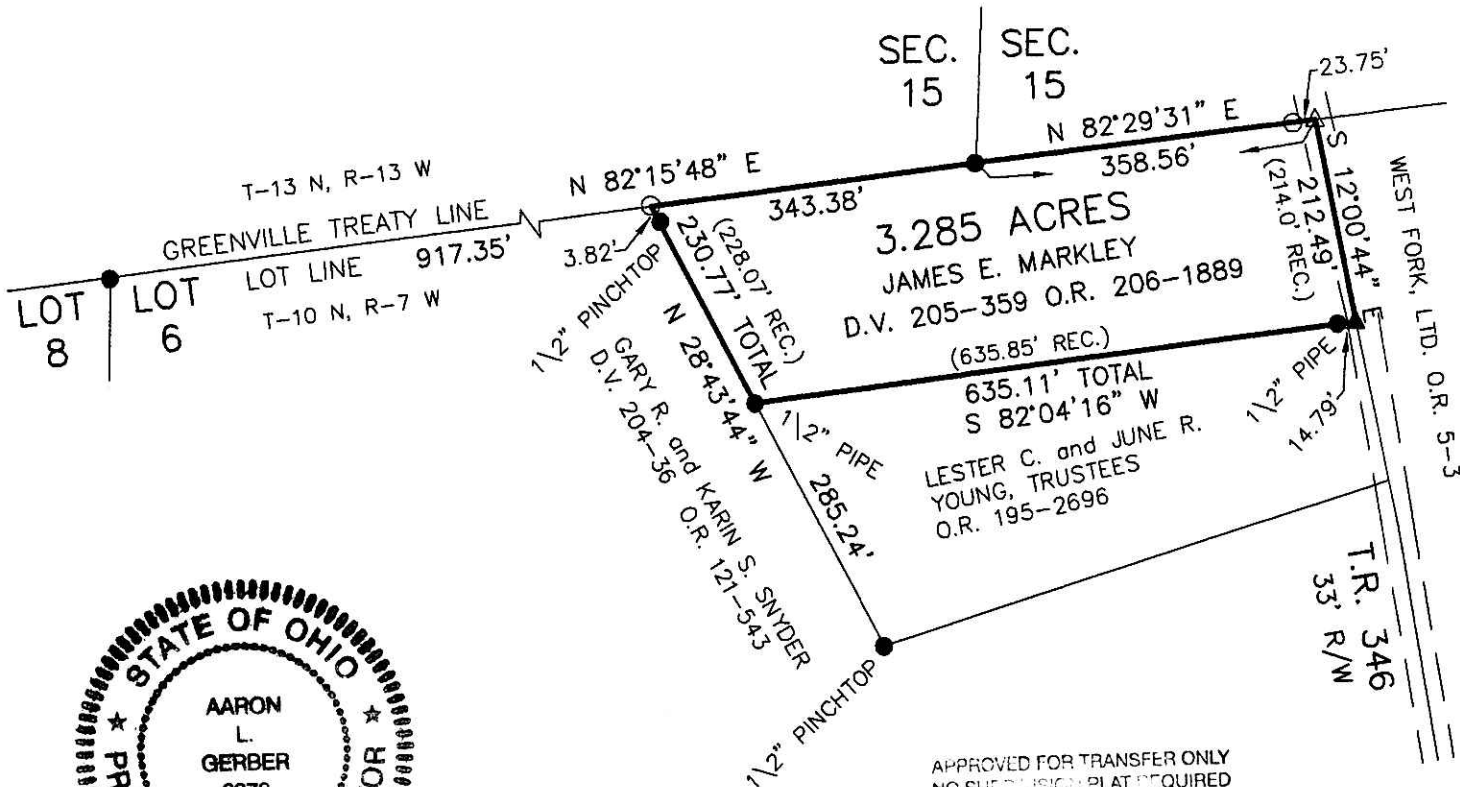 SEC. 15
SEC. 15
23.75'
N 82°29'31" E
358.56'
T-13 N, R-13 W
N 82°15'48" E
343.38'
GREENVILLE TREATY LINE
LOT LINE 917.35'
T-10 N, R-7 W
LOT 8
LOT 6
3.82'
1\2" PINCHTOP
(228.07' REC.)
230.77' TOTAL
N 28°43'44" W
3.285 ACRES
JAMES E. MARKLEY
D.V. 205-359 O.R. 206-1889
S 12°00'44" E
212.49'
(214.0' REC.)
WEST FORK, LTD. O.R. 5-3
(635.85' REC.)
635.11' TOTAL
S 82°04'16" W
1\2" PIPE
14.79'
1\2" PIPE
GARY R. and KARIN S. SNYDER
D.V. 204-36 O.R. 121-543
285.24'
LESTER C. and JUNE R.
YOUNG, TRUSTEES
O.R. 195-2696
T.R. 346
33' R/W
1\2" PINCHTOP
STATE OF OHIO
AARON
L.
GERBER
APPROVED FOR TRANSFER ONLY
PLAT REQUIRED